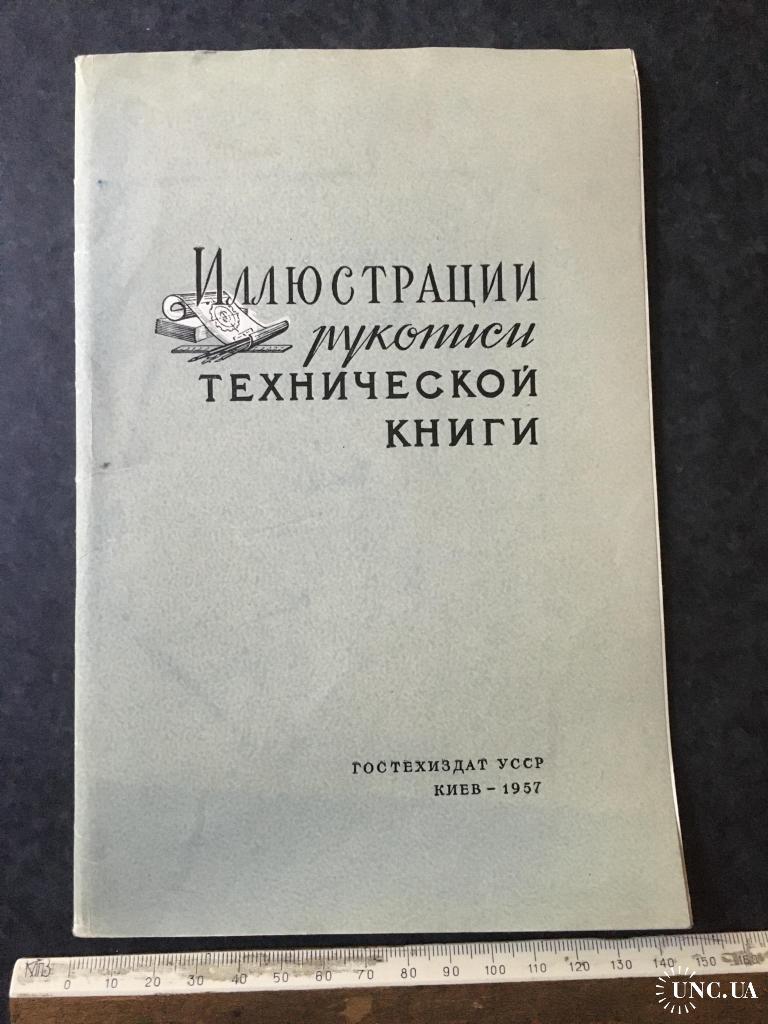 Иллюстрации
рукописи
ТЕХНИЧЕСКОЙ
КНИГИ
ГОСТЕХИЗДАТ УССР
КИЕВ – 1957
0 10 20 30 40 50 60 70 80 90 100 110 120 130 140 150
UNC.UA